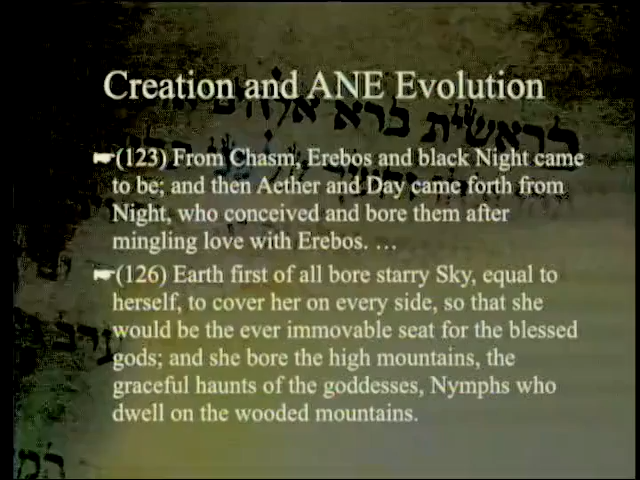 Creation and ANE Evolution
בראשית ברא אלהים
☛(123) From Chasm, Erebos and black Night came
to be; and then Aether and Day came forth from
Night, who conceived and bore them after
mingling love with Erebos. …
☛(126) Earth first of all bore starry Sky, equal to
herself, to cover her on every side, so that she
would be the ever immovable seat for the blessed
gods; and she bore the high mountains, the
graceful haunts of the goddesses, Nymphs who
dwell on the wooded mountains.